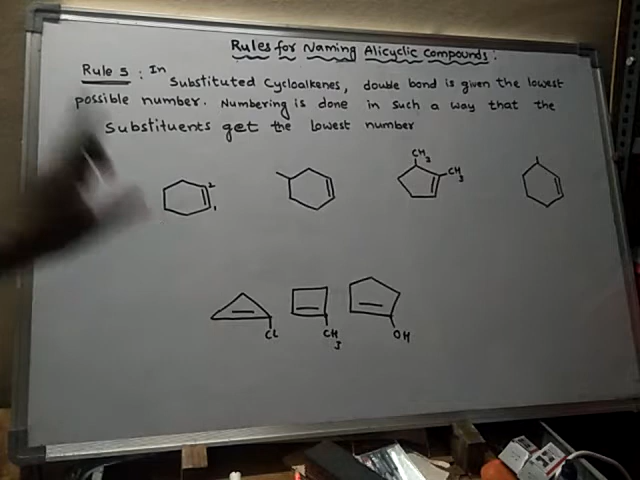 Rules for Naming Alicyclic Compounds:
Rule 5 : In Substituted Cycloalkenes, double bond is given the lowest
possible number. Numbering is done in such a way that the
Substituents get the lowest number
CH3
CH3
2
1
Cl
CH3
OH